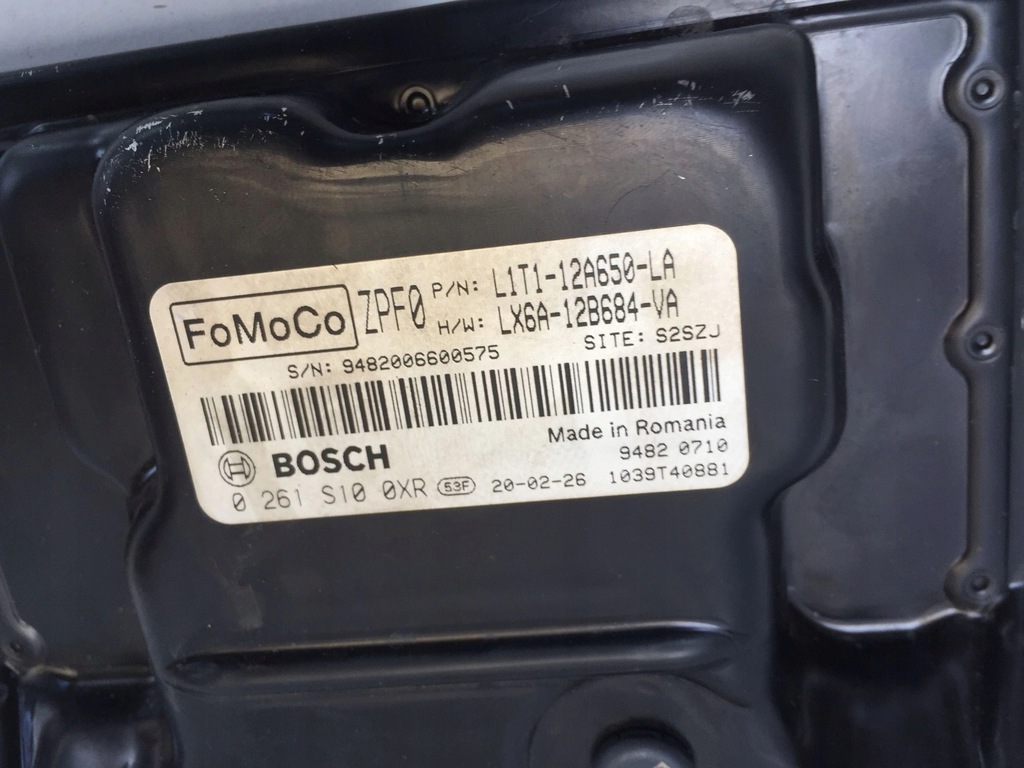 FoMoCo ZPF0 P/N: L1T1-12A650-LA
H/W: LX6A-12B684-VA
S/N: 9482006600575 SITE: S2SZJ
Made in Romania
BOSCH 9482 0710
0 261 S10 0XR 53F 20-02-26 1039T40881